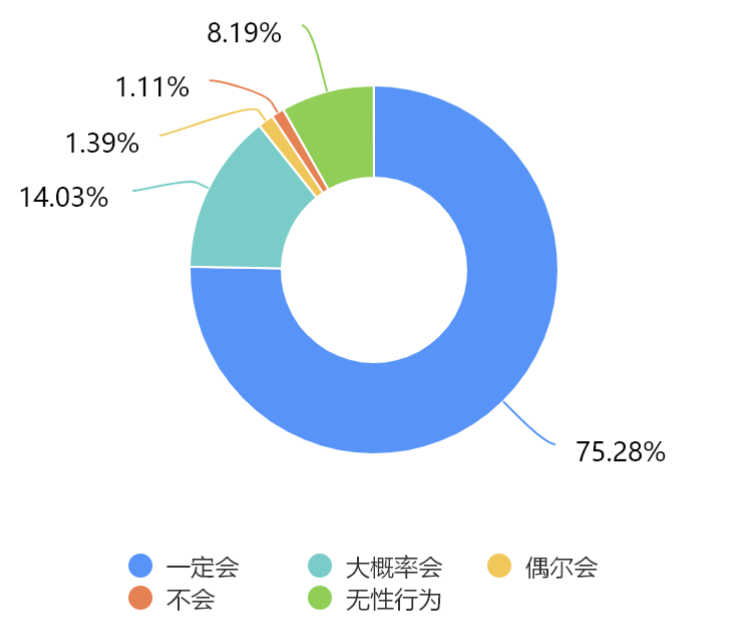 8.19%
1.11%
1.39%
14.03%
75.28%
一定会 大概率会 偶尔会
不会 无性行为